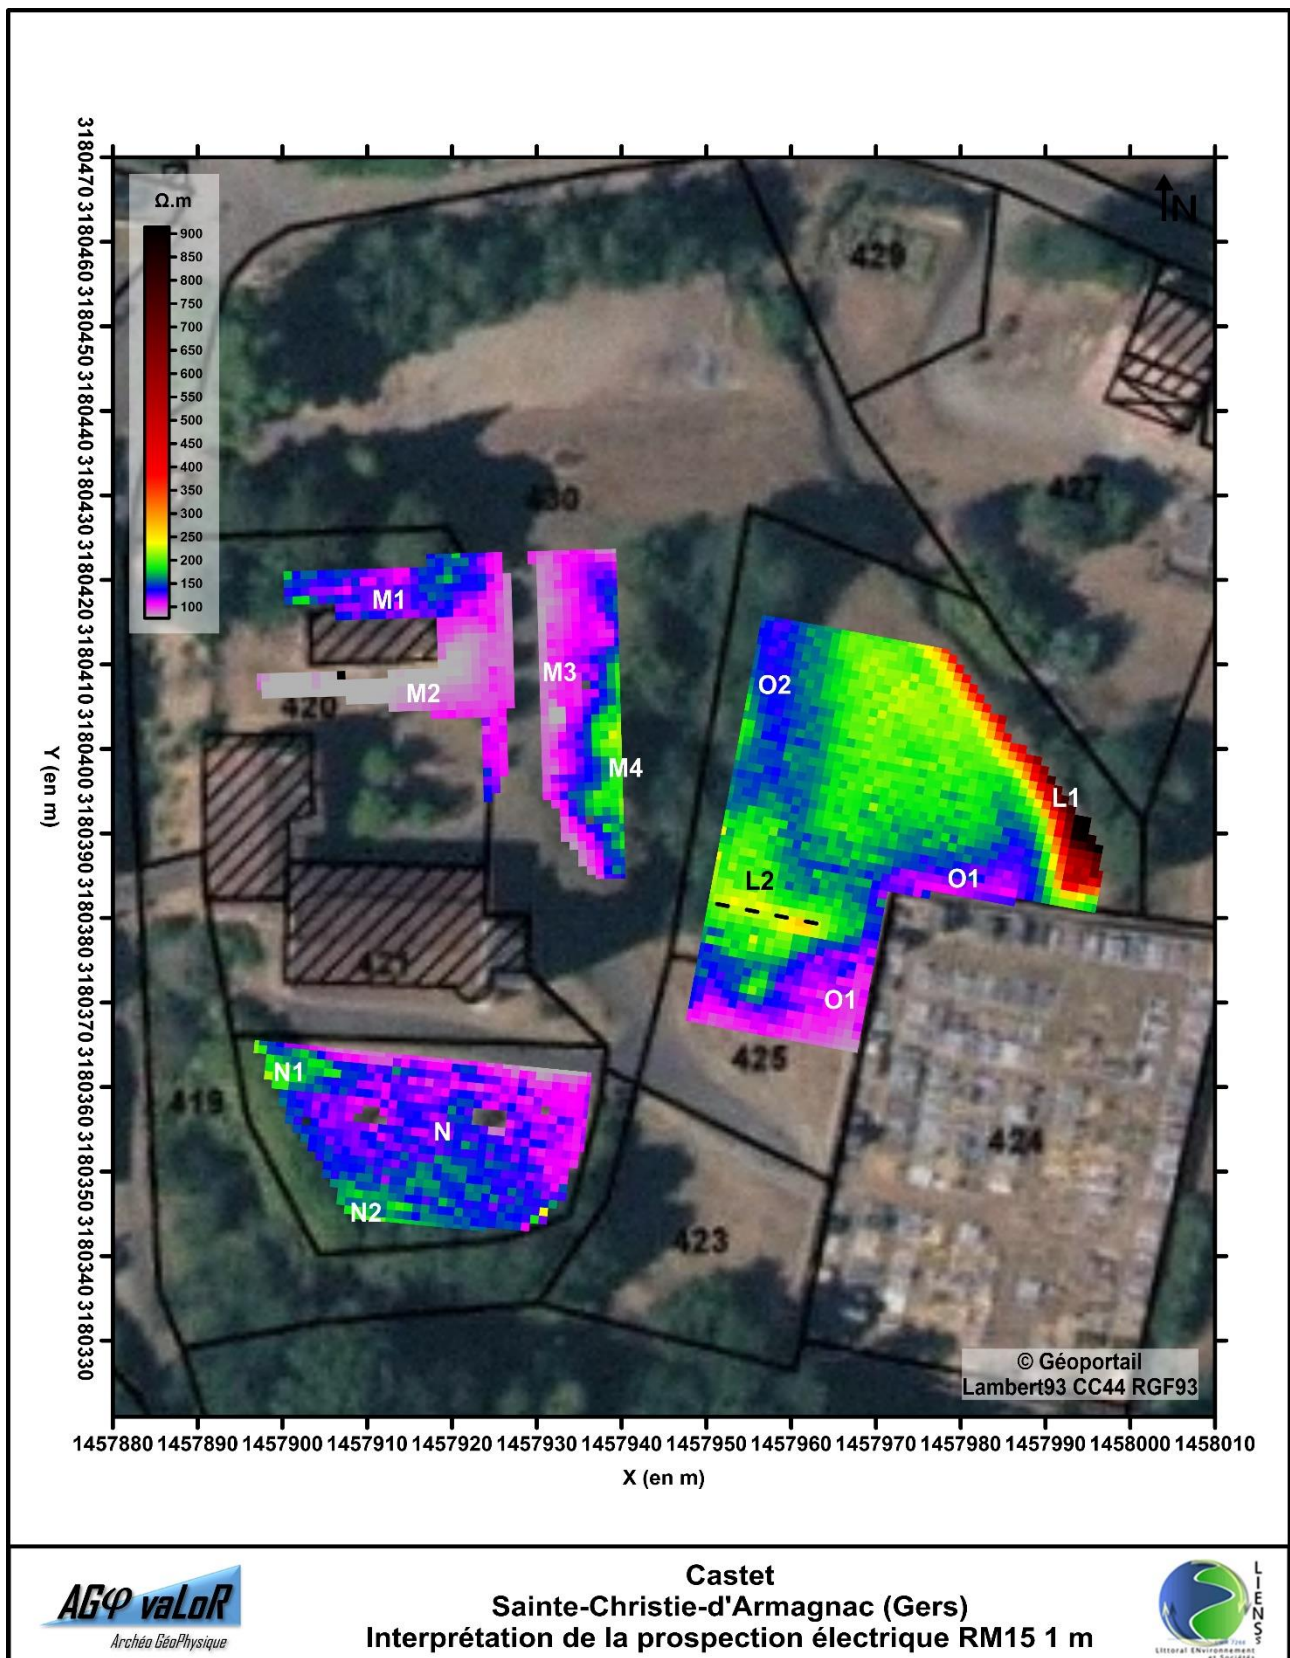 Ω.m
900
850
800
750
700
650
600
550
500
450
400
350
300
250
200
150
100
N
429
427
430
M1
M2
420
M3
M4
O2
L1
L2
O1
O1
421
425
N1
N
N2
419
424
423
© Géoportail
Lambert93 CC44 RGF93
3180470
3180460
3180450
3180440
3180430
3180420
3180410
3180400
3180390
3180380
3180370
3180360
3180350
3180340
3180330
Y (en m)
1457880 1457890 1457900 1457910 1457920 1457930 1457940 1457950 1457960 1457970 1457980 1457990 1458000 1458010
X (en m)
AGφ vaLoR
Archéo GéoPhysique
Castet
Sainte-Christie-d'Armagnac (Gers)
Interprétation de la prospection électrique RM15 1 m
LIENSs
Littoral ENvironnement
et Sociétés